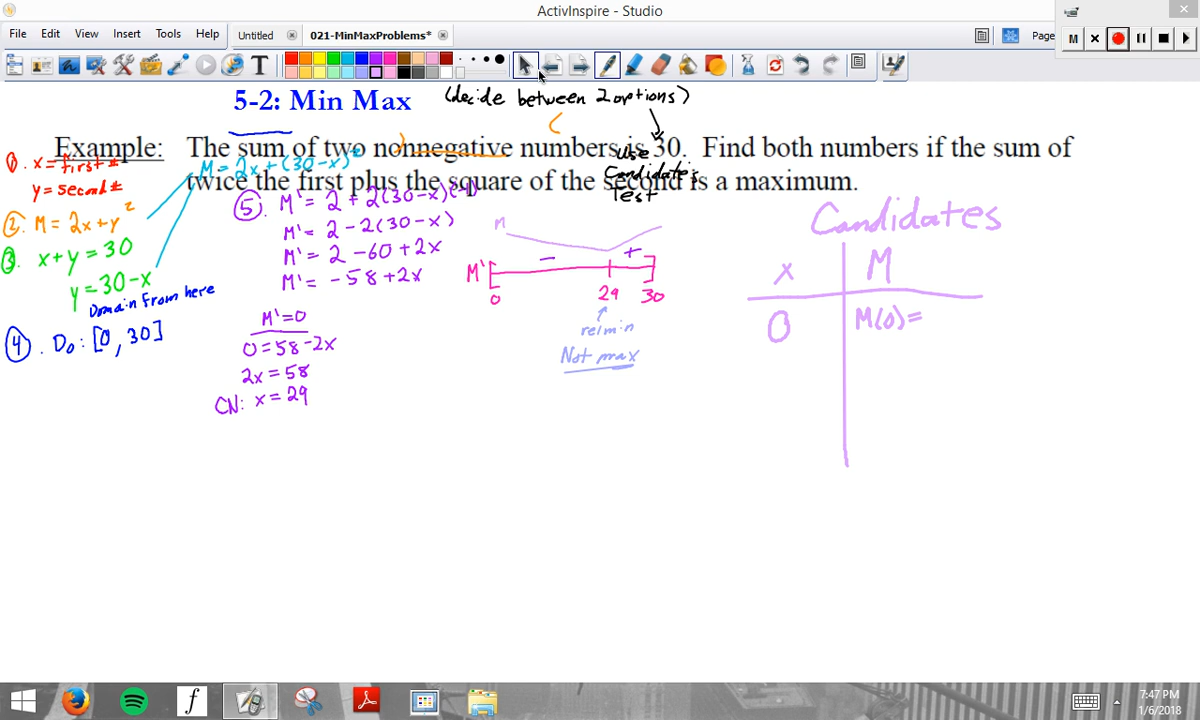 ActivInspire - Studio
File Edit View Insert Tools Help Untitled 021-MinMaxProblems* Page
5-2: Min Max (decide between 2 options)
Example: The sum of two nonnegative numbers is 30. Find both numbers if the sum of
twice the first plus the square of the second is a maximum.
Use
Candidate's
Test
① x = first #
y = second #
② M = 2x + y²
③ x + y = 30
y = 30 - x
Domain from here
④. Do: [0, 30]
M = 2x + (30-x)²
⑤. M' = 2 + 2(30-x)(-1)
M' = 2 - 2(30-x)
M' = 2 - 60 + 2x
M' = -58 + 2x
M' = 0
0 = 58 - 2x
2x = 58
CN: x = 29
M
M' - +
0 29 30
relmin
Not max
Candidates
x M
0 M(0) =
7:47 PM
1/6/2018